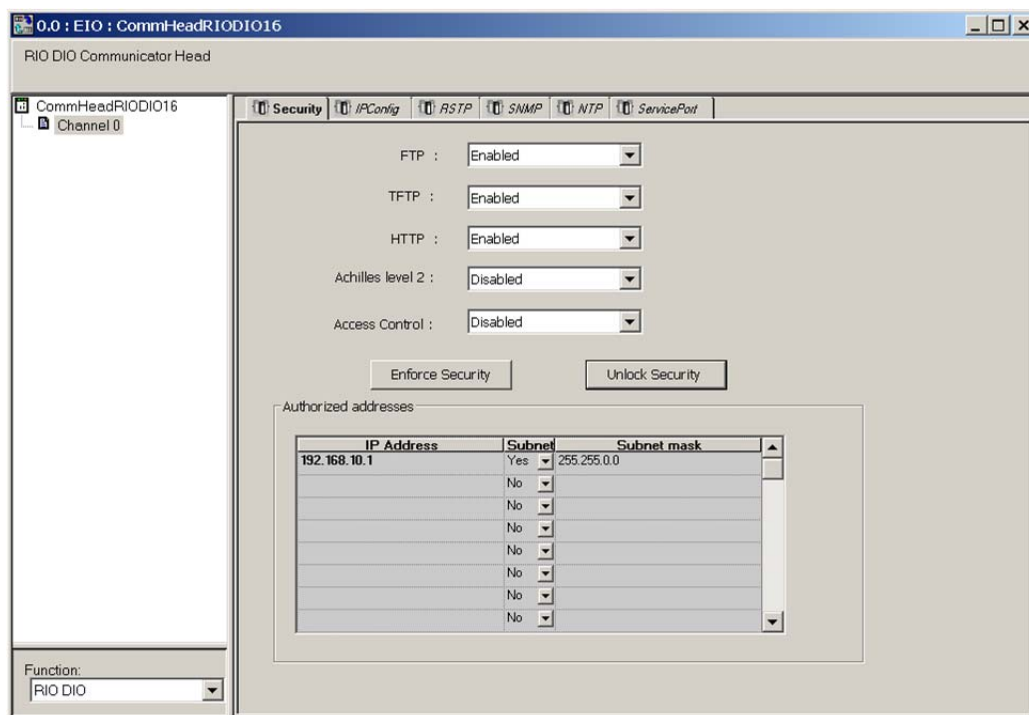 0.0 : EIO : CommHeadRIODIO16
RIO DIO Communicator Head
CommHeadRIODIO16
Channel 0
Security IPConfig RSTP SNMP NTP ServicePort
FTP : Enabled
TFTP : Enabled
HTTP : Enabled
Achilles level 2 : Disabled
Access Control : Disabled
Enforce Security Unlock Security
Authorized addresses
IP Address Subnet Subnet mask
192.168.10.1 Yes 255.255.0.0
No
No
No
No
No
No
No
Function:
RIO DIO